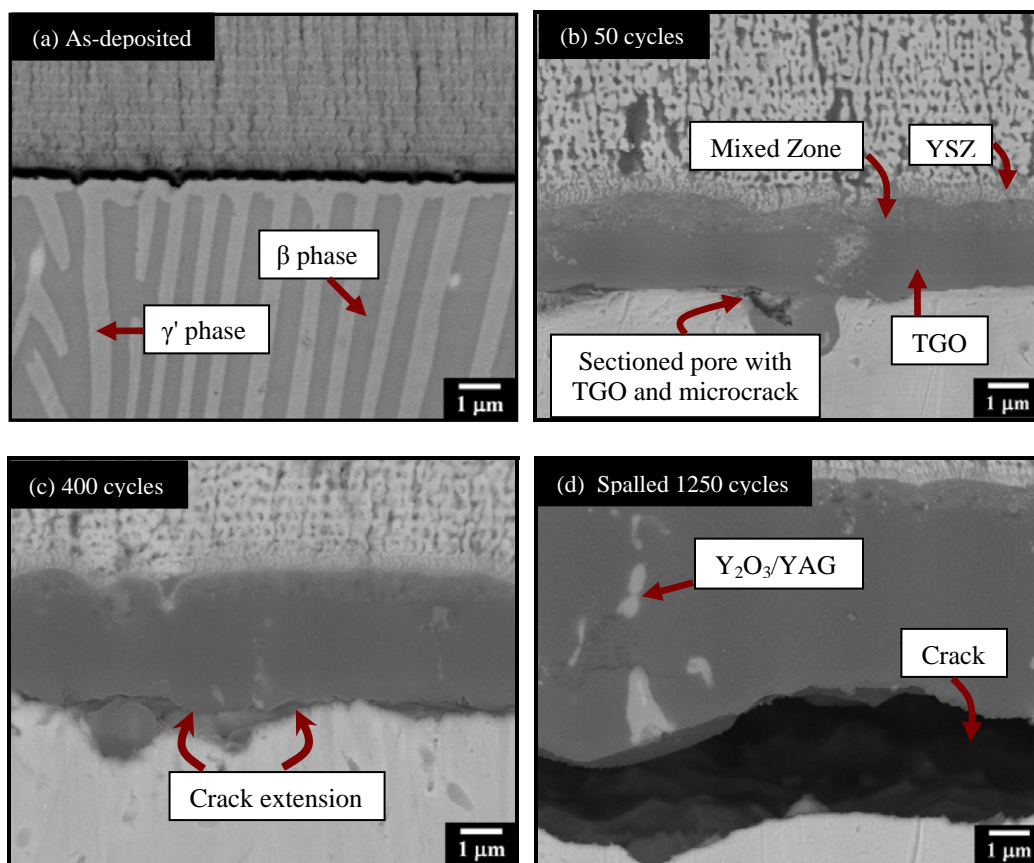 (a) As-deposited
β phase
γ' phase
1 μm
(b) 50 cycles
Mixed Zone
YSZ
TGO
Sectioned pore with
TGO and microcrack
1 μm
(c) 400 cycles
Crack extension
1 μm
(d) Spalled 1250 cycles
Y₂O₃/YAG
Crack
1 μm